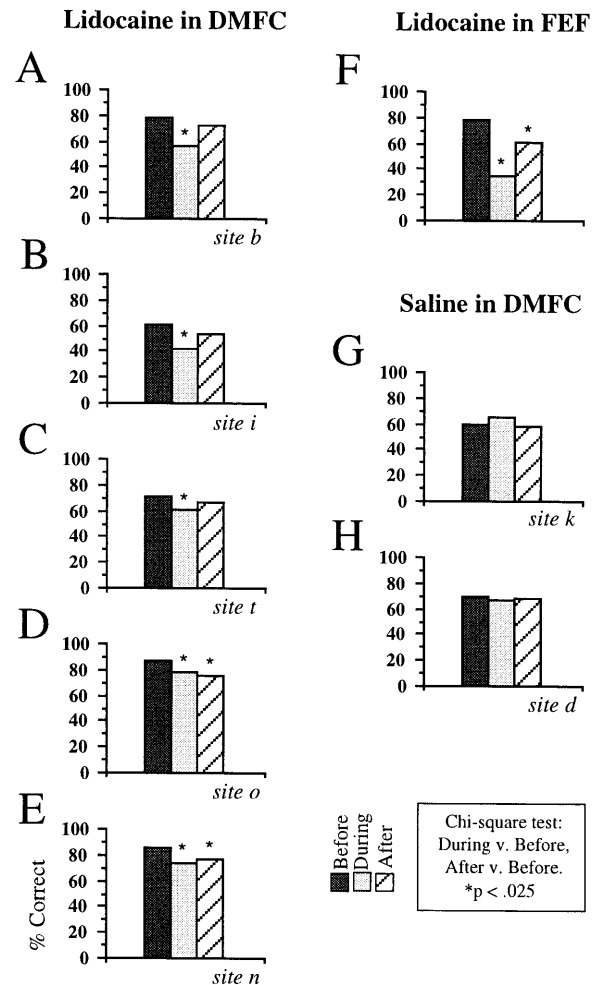 Lidocaine in DMFC
A
100
80
60
40
20
0
*
site b
B
100
80
60
40
20
0
*
site i
C
100
80
60
40
20
0
*
site t
D
100
80
60
40
20
0
* *
site o
E
100
80
60
40
20
0
% Correct
* *
site n
Lidocaine in FEF
F
100
80
60
40
20
0
* *
Saline in DMFC
G
100
80
60
40
20
0
site k
H
100
80
60
40
20
0
site d
Before
During
After
Chi-square test:
During v. Before,
After v. Before.
*p < .025